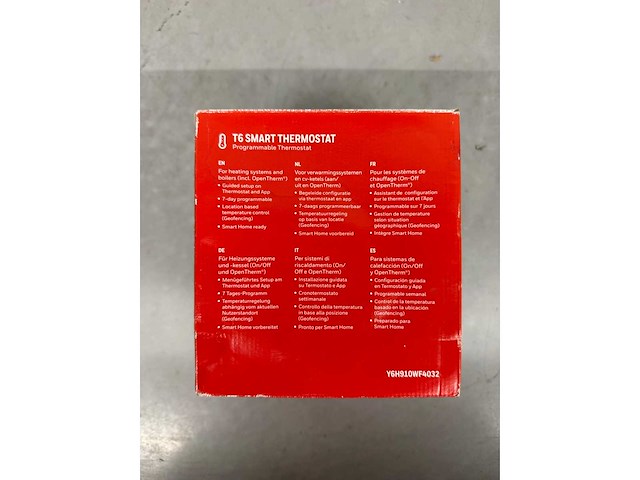 T6 SMART THERMOSTAT
Programmable Thermostat
EN
For heating systems and
boilers (incl. OpenTherm®)
• Guided setup on
Thermostat and App
• 7-day programmable
• Location based
temperature control
(Geofencing)
• Smart Home ready
NL
Voor verwarmingssystemen
en cv-ketels (aan/
uit en OpenTherm)
• Begeleide configuratie
via thermostaat en app
• 7-daags programmeerbaar
• Temperatuurregeling
op basis van locatie
(Geofencing)
• Smart Home voorbereid
FR
Pour les systèmes de
chauffage (On-Off
et OpenTherm®)
• Assistant de configuration
sur le thermostat et l'App
• Programmable sur 7 jours
• Gestion de température
selon situation
géographique (Geofencing)
• Intègre Smart Home
DE
Für Heizungssysteme
und -kessel (On/Off
und OpenTherm®)
• Menügeführtes Setup am
Thermostat und App
• 7 Tages-Programm
• Temperaturregelung
abhängig vom aktuellen
Nutzerstandort
(Geofencing)
• Smart Home vorbereitet
IT
Per sistemi di
riscaldamento (On/
Off e OpenTherm)
• Installazione guidata
su Termostato e App
• Cronotermostato
settimanale
• Controllo della temperatura
in base alla posizione
(Geofencing)
• Pronto per Smart Home
ES
Para sistemas de
calefacción (On/Off
y OpenTherm®)
• Configuración guiada
en Termostato y App
• Programable semanal
• Control de la temperatura
basado en la ubicación
(Geofencing)
• Preparado para
Smart Home
Y6H910WF4032